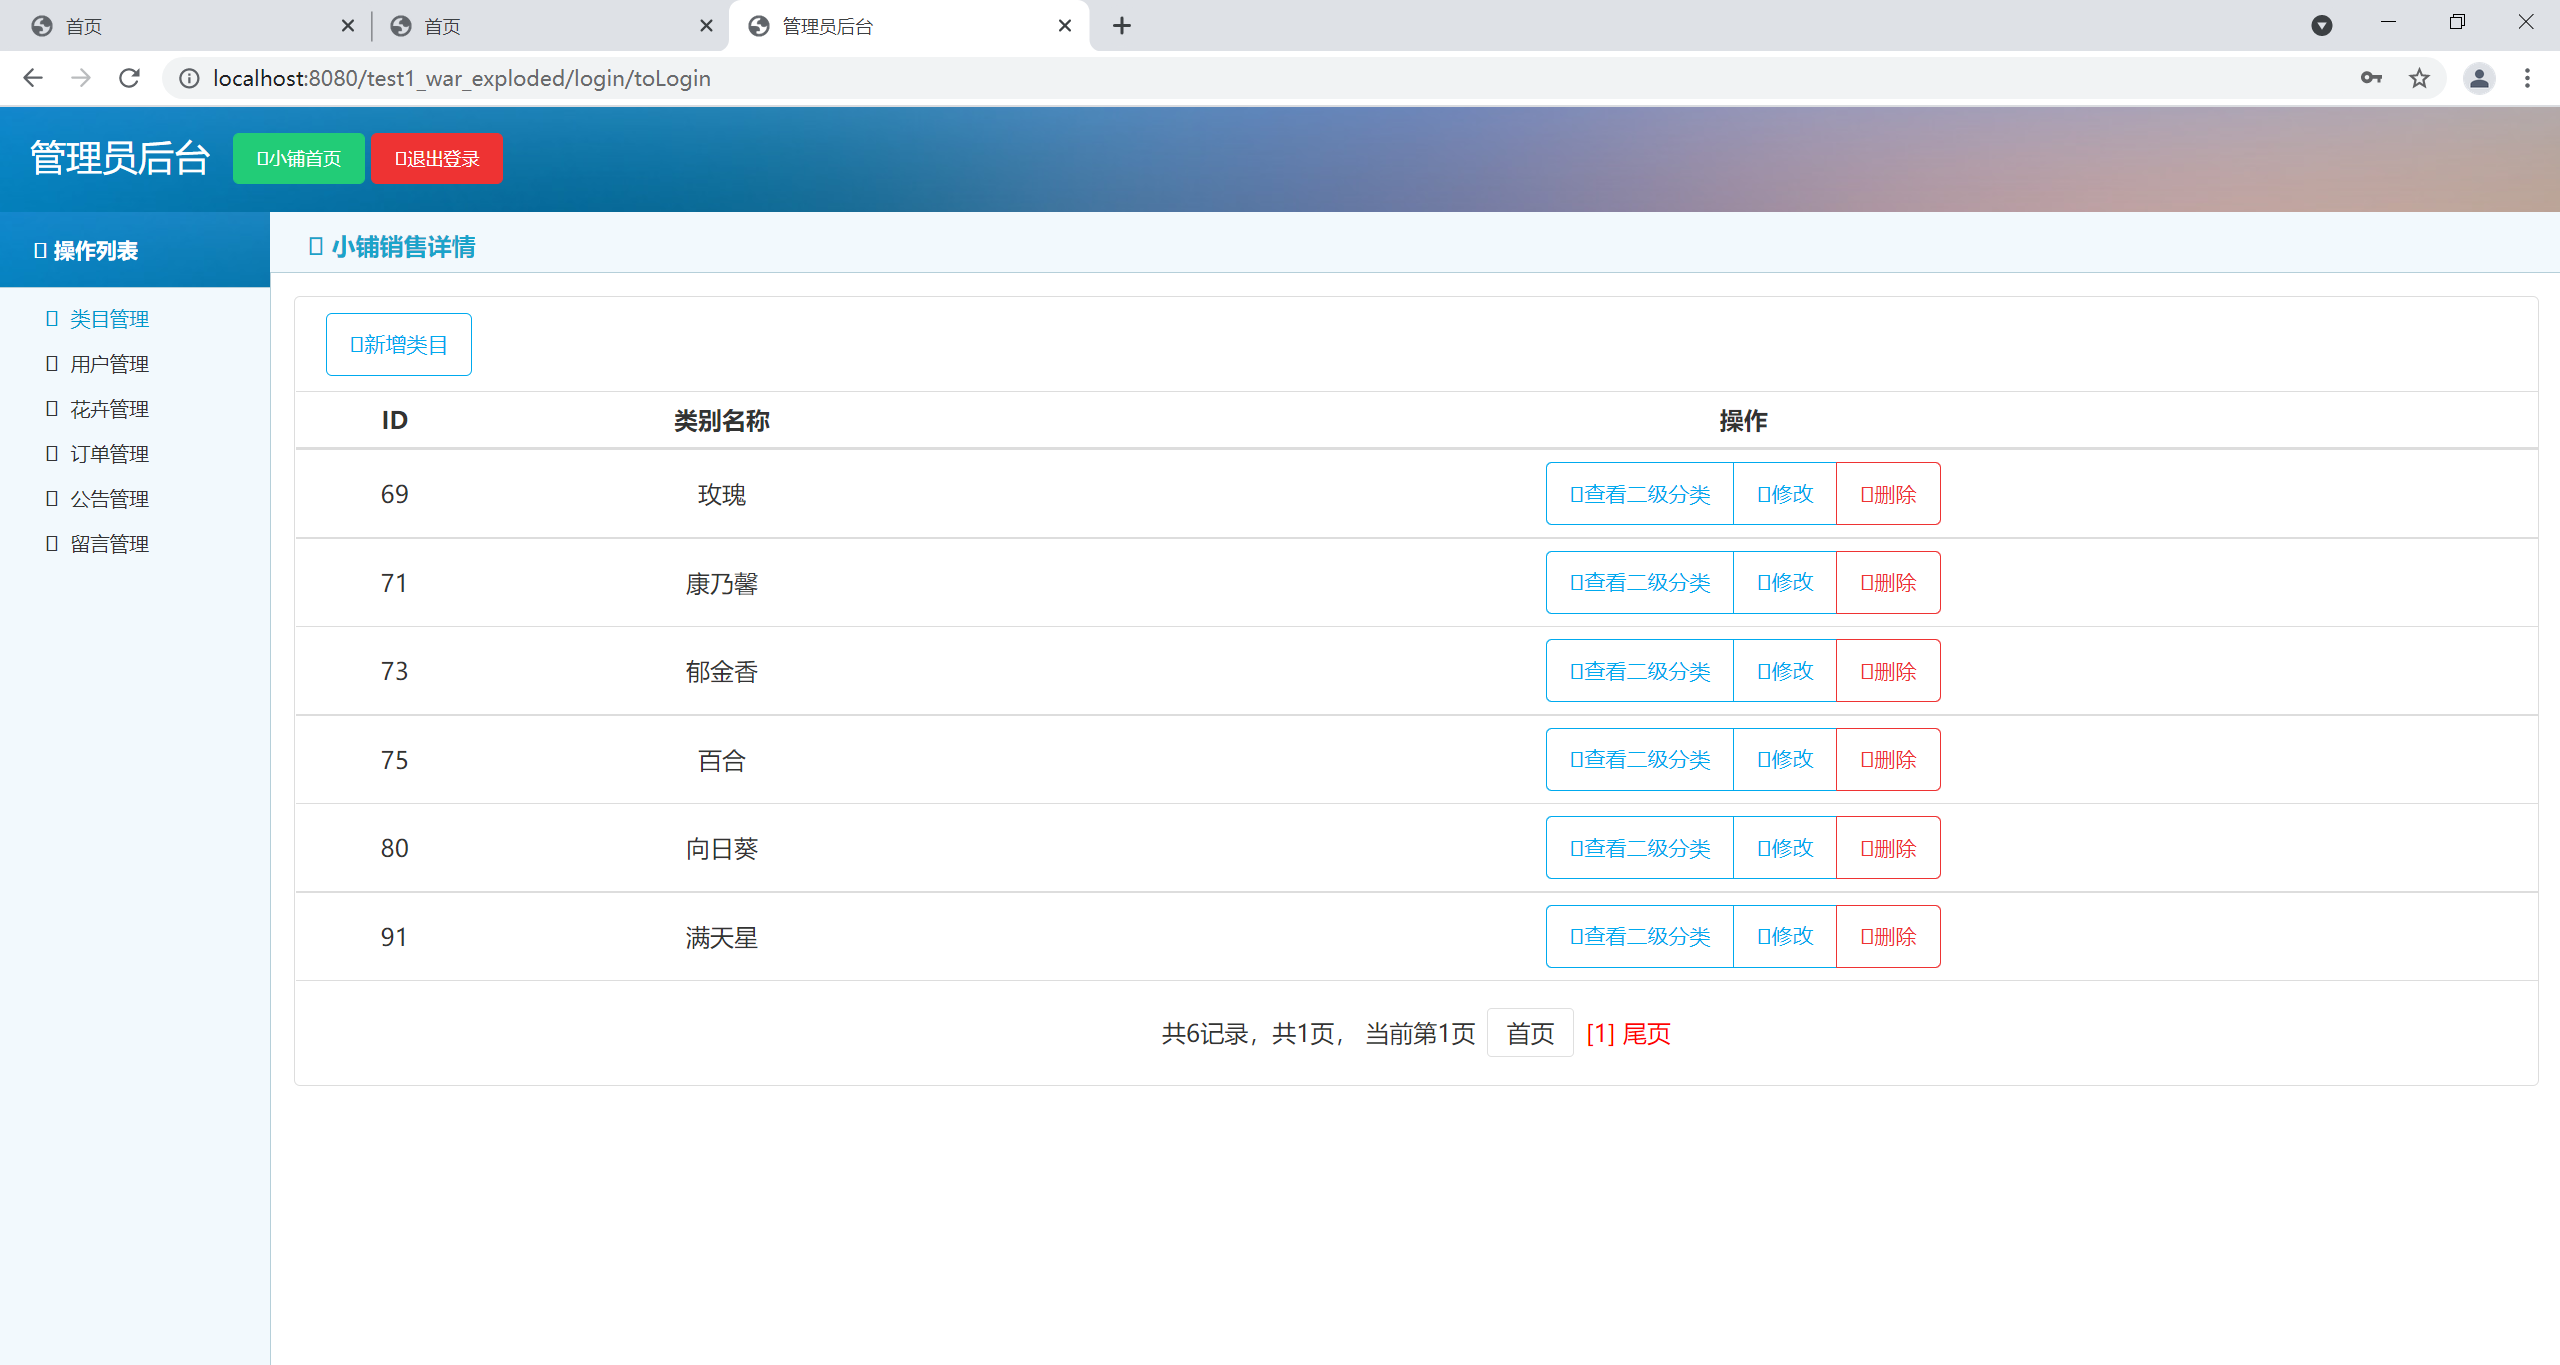 首页
首页
管理员后台
localhost:8080/test1_war_exploded/login/toLogin
管理员后台
小铺首页
退出登录
操作列表
小铺销售详情
类目管理
用户管理
花卉管理
订单管理
公告管理
留言管理
新增类目
ID 类别名称 操作
69 玫瑰 查看二级分类 修改 删除
71 康乃馨 查看二级分类 修改 删除
73 郁金香 查看二级分类 修改 删除
75 百合 查看二级分类 修改 删除
80 向日葵 查看二级分类 修改 删除
91 满天星 查看二级分类 修改 删除
共6记录，共1页， 当前第1页 首页 [1] 尾页